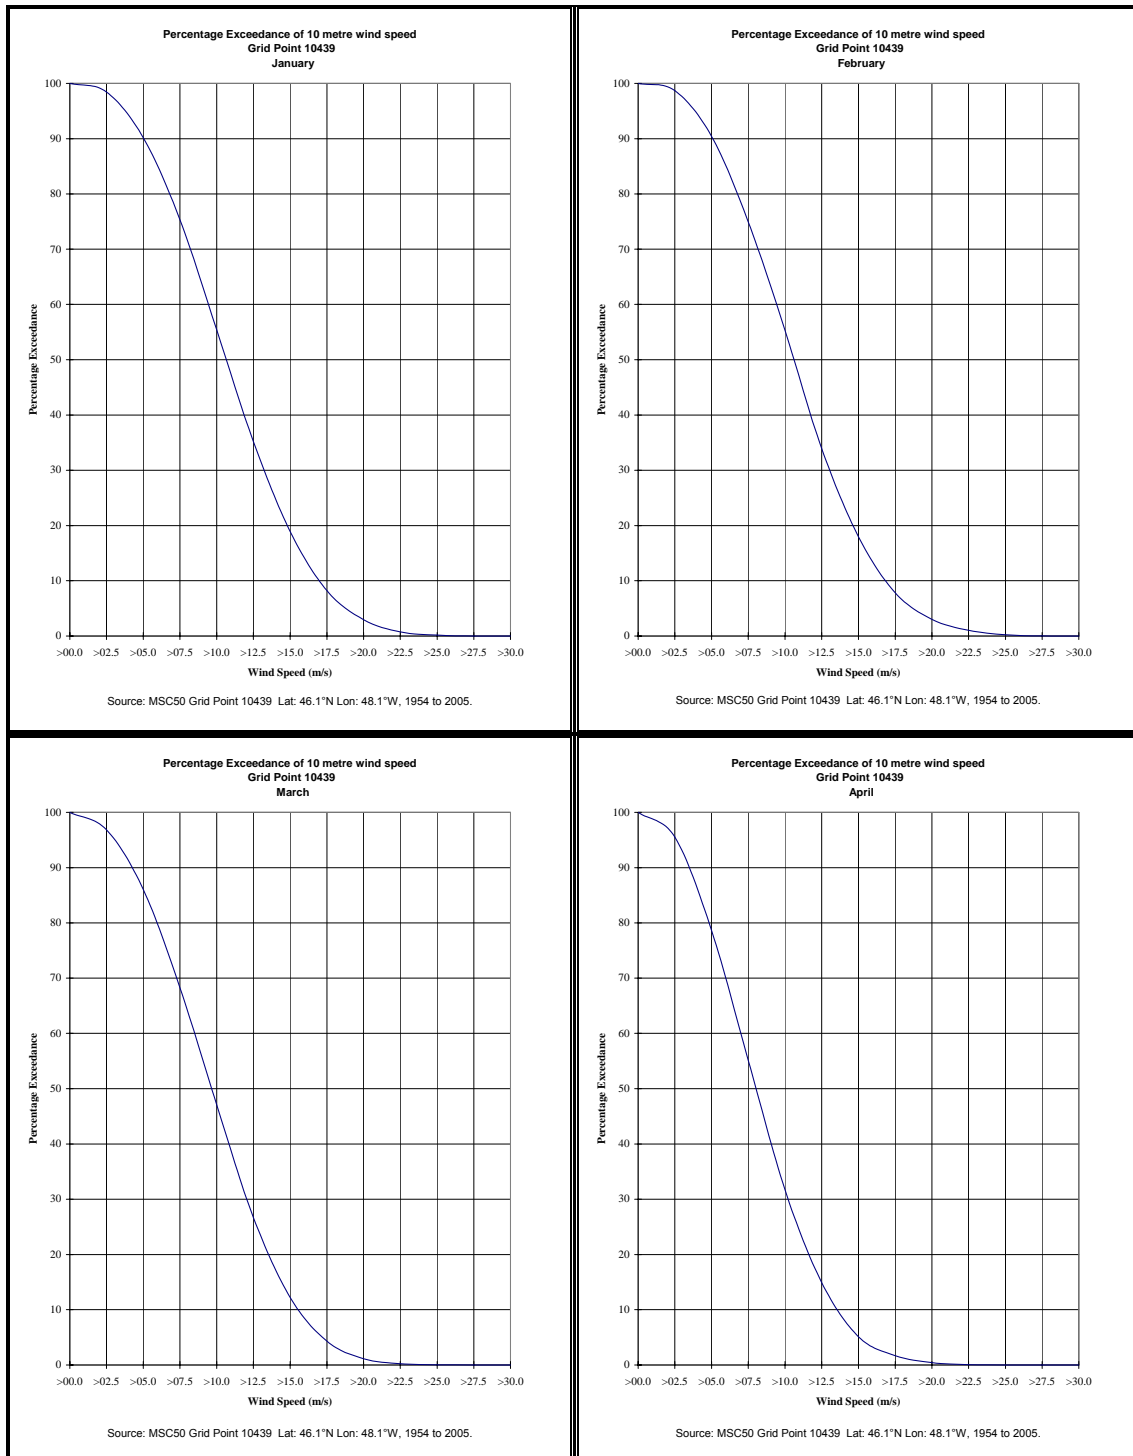 Percentage Exceedance of 10 metre wind speed
Grid Point 10439
January
100
90
80
70
60
50
40
30
20
10
0
Percentage Exceedance
>00.0 >02.5 >05.0 >07.5 >10.0 >12.5 >15.0 >17.5 >20.0 >22.5 >25.0 >27.5 >30.0
Wind Speed (m/s)
Source: MSC50 Grid Point 10439 Lat: 46.1°N Lon: 48.1°W, 1954 to 2005.
Percentage Exceedance of 10 metre wind speed
Grid Point 10439
February
100
90
80
70
60
50
40
30
20
10
0
Percentage Exceedance
>00.0 >02.5 >05.0 >07.5 >10.0 >12.5 >15.0 >17.5 >20.0 >22.5 >25.0 >27.5 >30.0
Wind Speed (m/s)
Source: MSC50 Grid Point 10439 Lat: 46.1°N Lon: 48.1°W, 1954 to 2005.
Percentage Exceedance of 10 metre wind speed
Grid Point 10439
March
100
90
80
70
60
50
40
30
20
10
0
Percentage Exceedance
>00.0 >02.5 >05.0 >07.5 >10.0 >12.5 >15.0 >17.5 >20.0 >22.5 >25.0 >27.5 >30.0
Wind Speed (m/s)
Source: MSC50 Grid Point 10439 Lat: 46.1°N Lon: 48.1°W, 1954 to 2005.
Percentage Exceedance of 10 metre wind speed
Grid Point 10439
April
100
90
80
70
60
50
40
30
20
10
0
Percentage Exceedance
>00.0 >02.5 >05.0 >07.5 >10.0 >12.5 >15.0 >17.5 >20.0 >22.5 >25.0 >27.5 >30.0
Wind Speed (m/s)
Source: MSC50 Grid Point 10439 Lat: 46.1°N Lon: 48.1°W, 1954 to 2005.